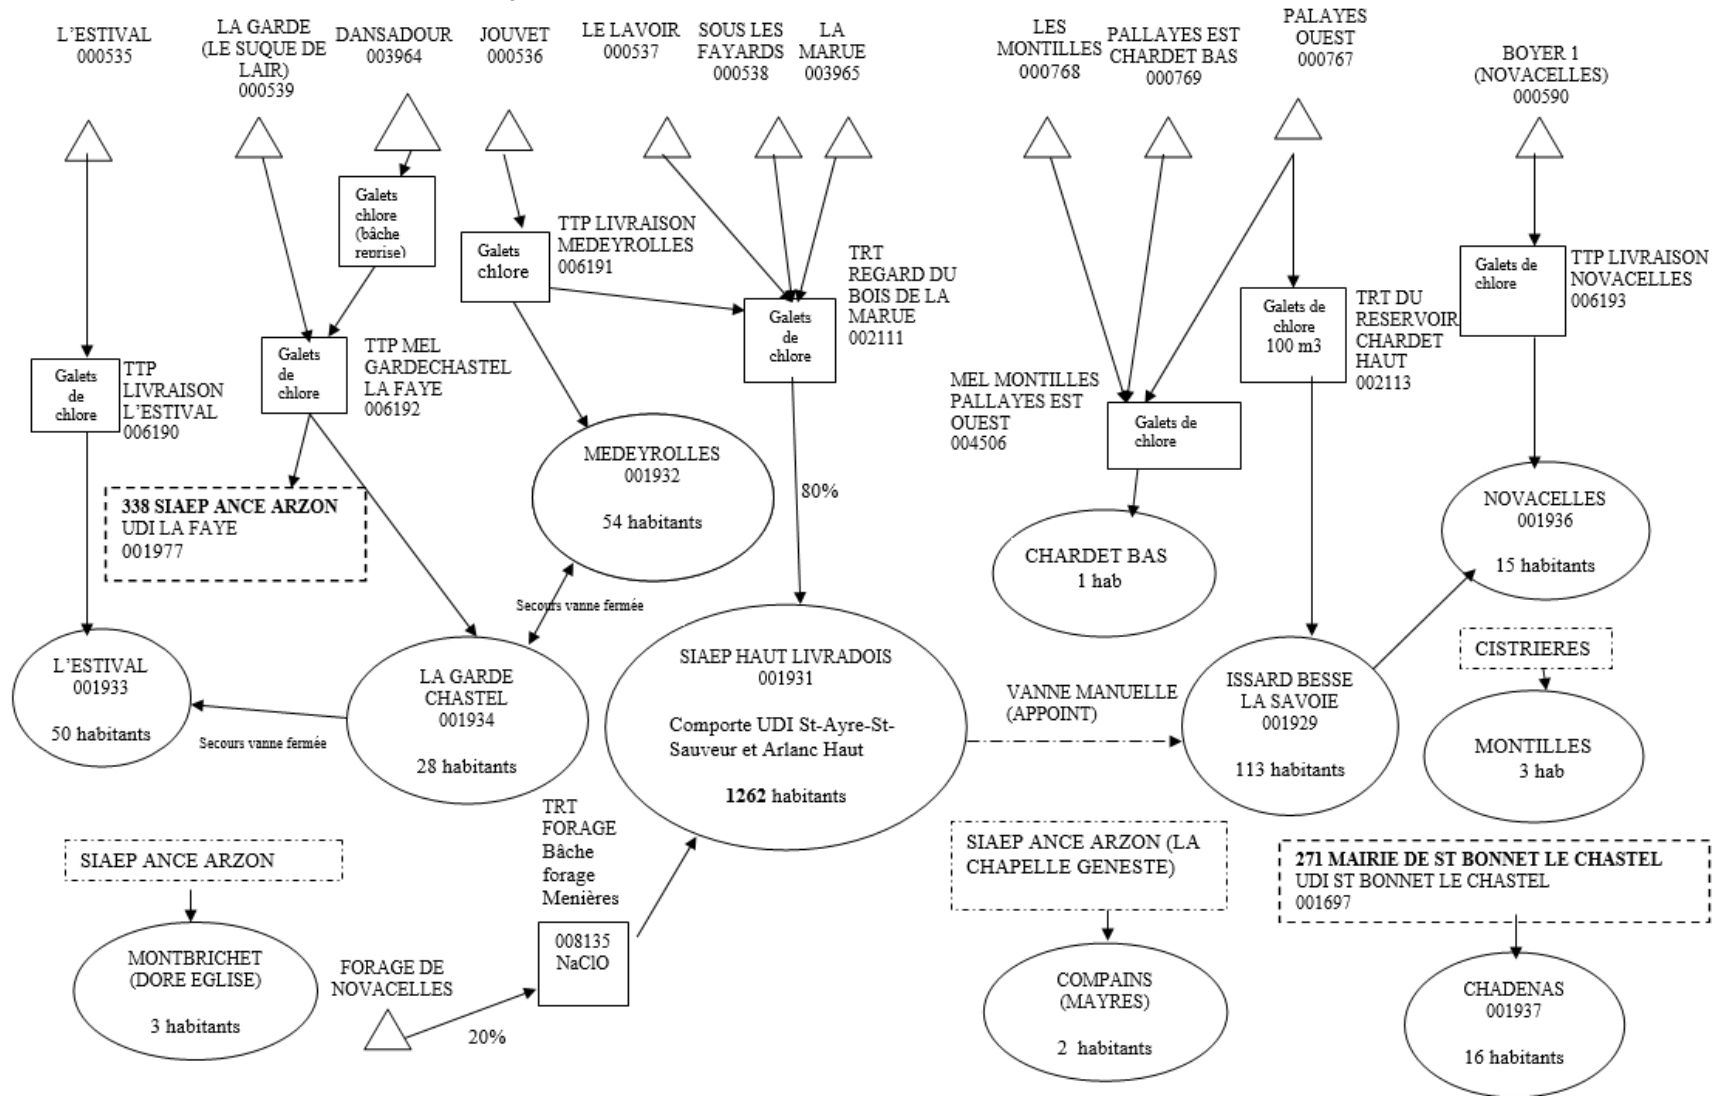 L'ESTIVAL
000535
LA GARDE
(LE SUQUE DE
LAIR)
000539
DANSADOUR
003964
JOUVET
000536
LE LAVOIR
000537
SOUS LES
FAYARDS
000538
LA
MARUE
003965
LES
MONTILLES
000768
PALLAYES EST
CHARDET BAS
000769
PALAYES
OUEST
000767
BOYER 1
(NOVACELLES)
000590
Galets
chlore
(bâche
reprise)
Galets
chlore
TTP LIVRAISON
MEDEYROLLES
006191
TRT
REGARD DU
BOIS DE LA
MARUE
002111
Galets
de
chlore
Galets de
chlore
100 m3
TRT DU
RESERVOIR
CHARDET
HAUT
002113
Galets de
chlore
TTP LIVRAISON
NOVACELLES
006193
Galets
de
chlore
TTP
LIVRAISON
L'ESTIVAL
006190
Galets
de
chlore
TTP MEL
GARDECHASTEL
LA FAYE
006192
MEL MONTILLES
PALLAYES EST
OUEST
004506
Galets de
chlore
338 SIAEP ANCE ARZON
UDI LA FAYE
001977
MEDEYROLLES
001932
54 habitants
80%
CHARDET BAS
1 hab
NOVACELLES
001936
15 habitants
Secours vanne fermée
L'ESTIVAL
001933
50 habitants
Secours vanne fermée
LA GARDE
CHASTEL
001934
28 habitants
SIAEP HAUT LIVRADOIS
001931
Comporte UDI St-Ayre-St-
Sauveur et Arlanc Haut
1262 habitants
VANNE MANUELLE
(APPOINT)
ISSARD BESSE
LA SAVOIE
001929
113 habitants
CISTRIERES
MONTILLES
3 hab
SIAEP ANCE ARZON
MONTBRICHET
(DORE EGLISE)
3 habitants
TRT
FORAGE
Bâche
forage
Menières
008135
NaClO
FORAGE DE
NOVACELLES
20%
SIAEP ANCE ARZON (LA
CHAPELLE GENESTE)
COMPAINS
(MAYRES)
2 habitants
271 MAIRIE DE ST BONNET LE CHASTEL
UDI ST BONNET LE CHASTEL
001697
CHADENAS
001937
16 habitants